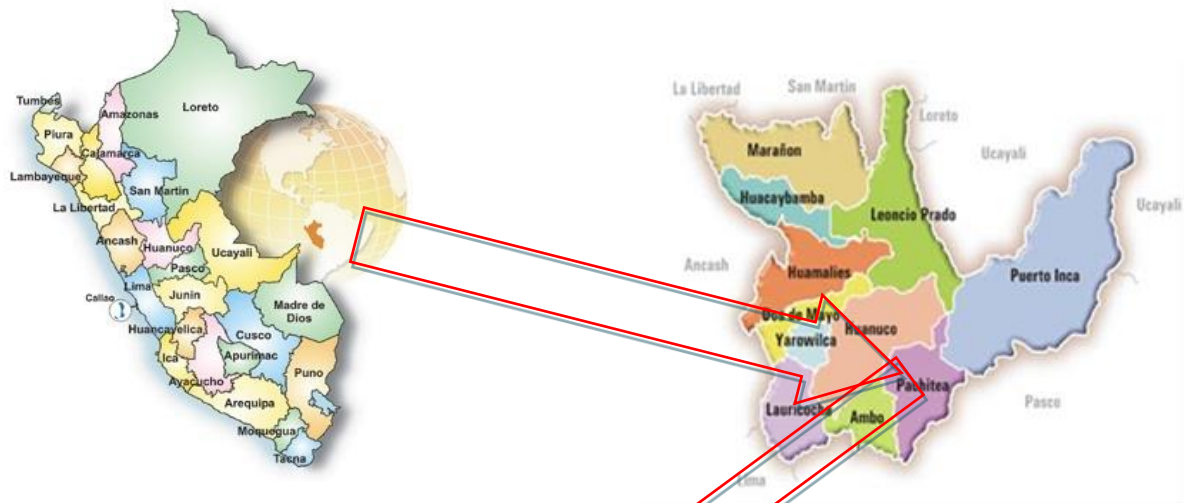 Tumbes
Loreto
Amazonas
Piura
Cajamarca
Lambayeque
San Martin
La Libertad
Ancash
Huanuco
Ucayali
Pasco
Lima
Junin
Callao
Madre de
Dios
Huancavelica
Cusco
Ica
Apurimac
Puno
Ayacucho
Arequipa
Moquegua
Tacna
La Libertad
San Martin
Loreto
Marañon
Ucayali
Huacaybamba
Leoncio Prado
Ucayali
Ancash
Huamalies
Puerto Inca
Dos de Mayo
Huanuco
Yarowilca
Pachitea
Pasco
Lauricocha
Ambo
Lima